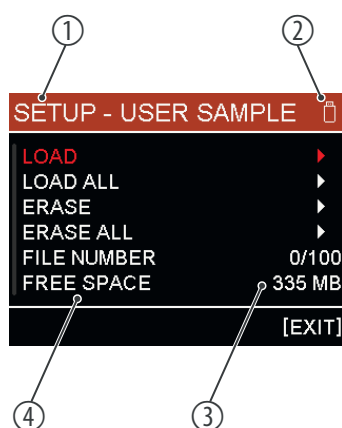 ① ②
SETUP - USER SAMPLE
LOAD
LOAD ALL
ERASE
ERASE ALL
FILE NUMBER 0/100
FREE SPACE 335 MB
[EXIT]
④ ③